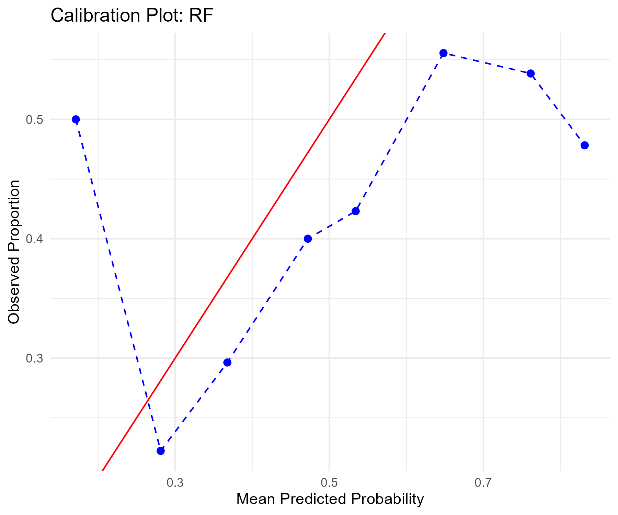 Calibration Plot: RF
Observed Proportion
0.5
0.4
0.3
0.3 0.5 0.7
Mean Predicted Probability